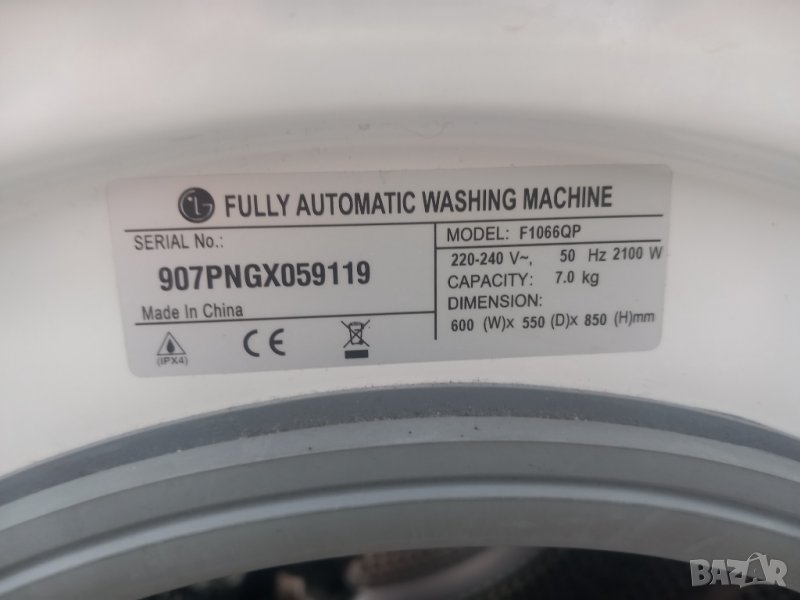 LG FULLY AUTOMATIC WASHING MACHINE
SERIAL No.:
907PNGX059119
Made In China
(IPX4)
CE
MODEL: F1066QP
220-240 V~, 50 Hz 2100 W
CAPACITY: 7.0 kg
DIMENSION:
600 (W)x 550 (D)x 850 (H)mm
BAZAR